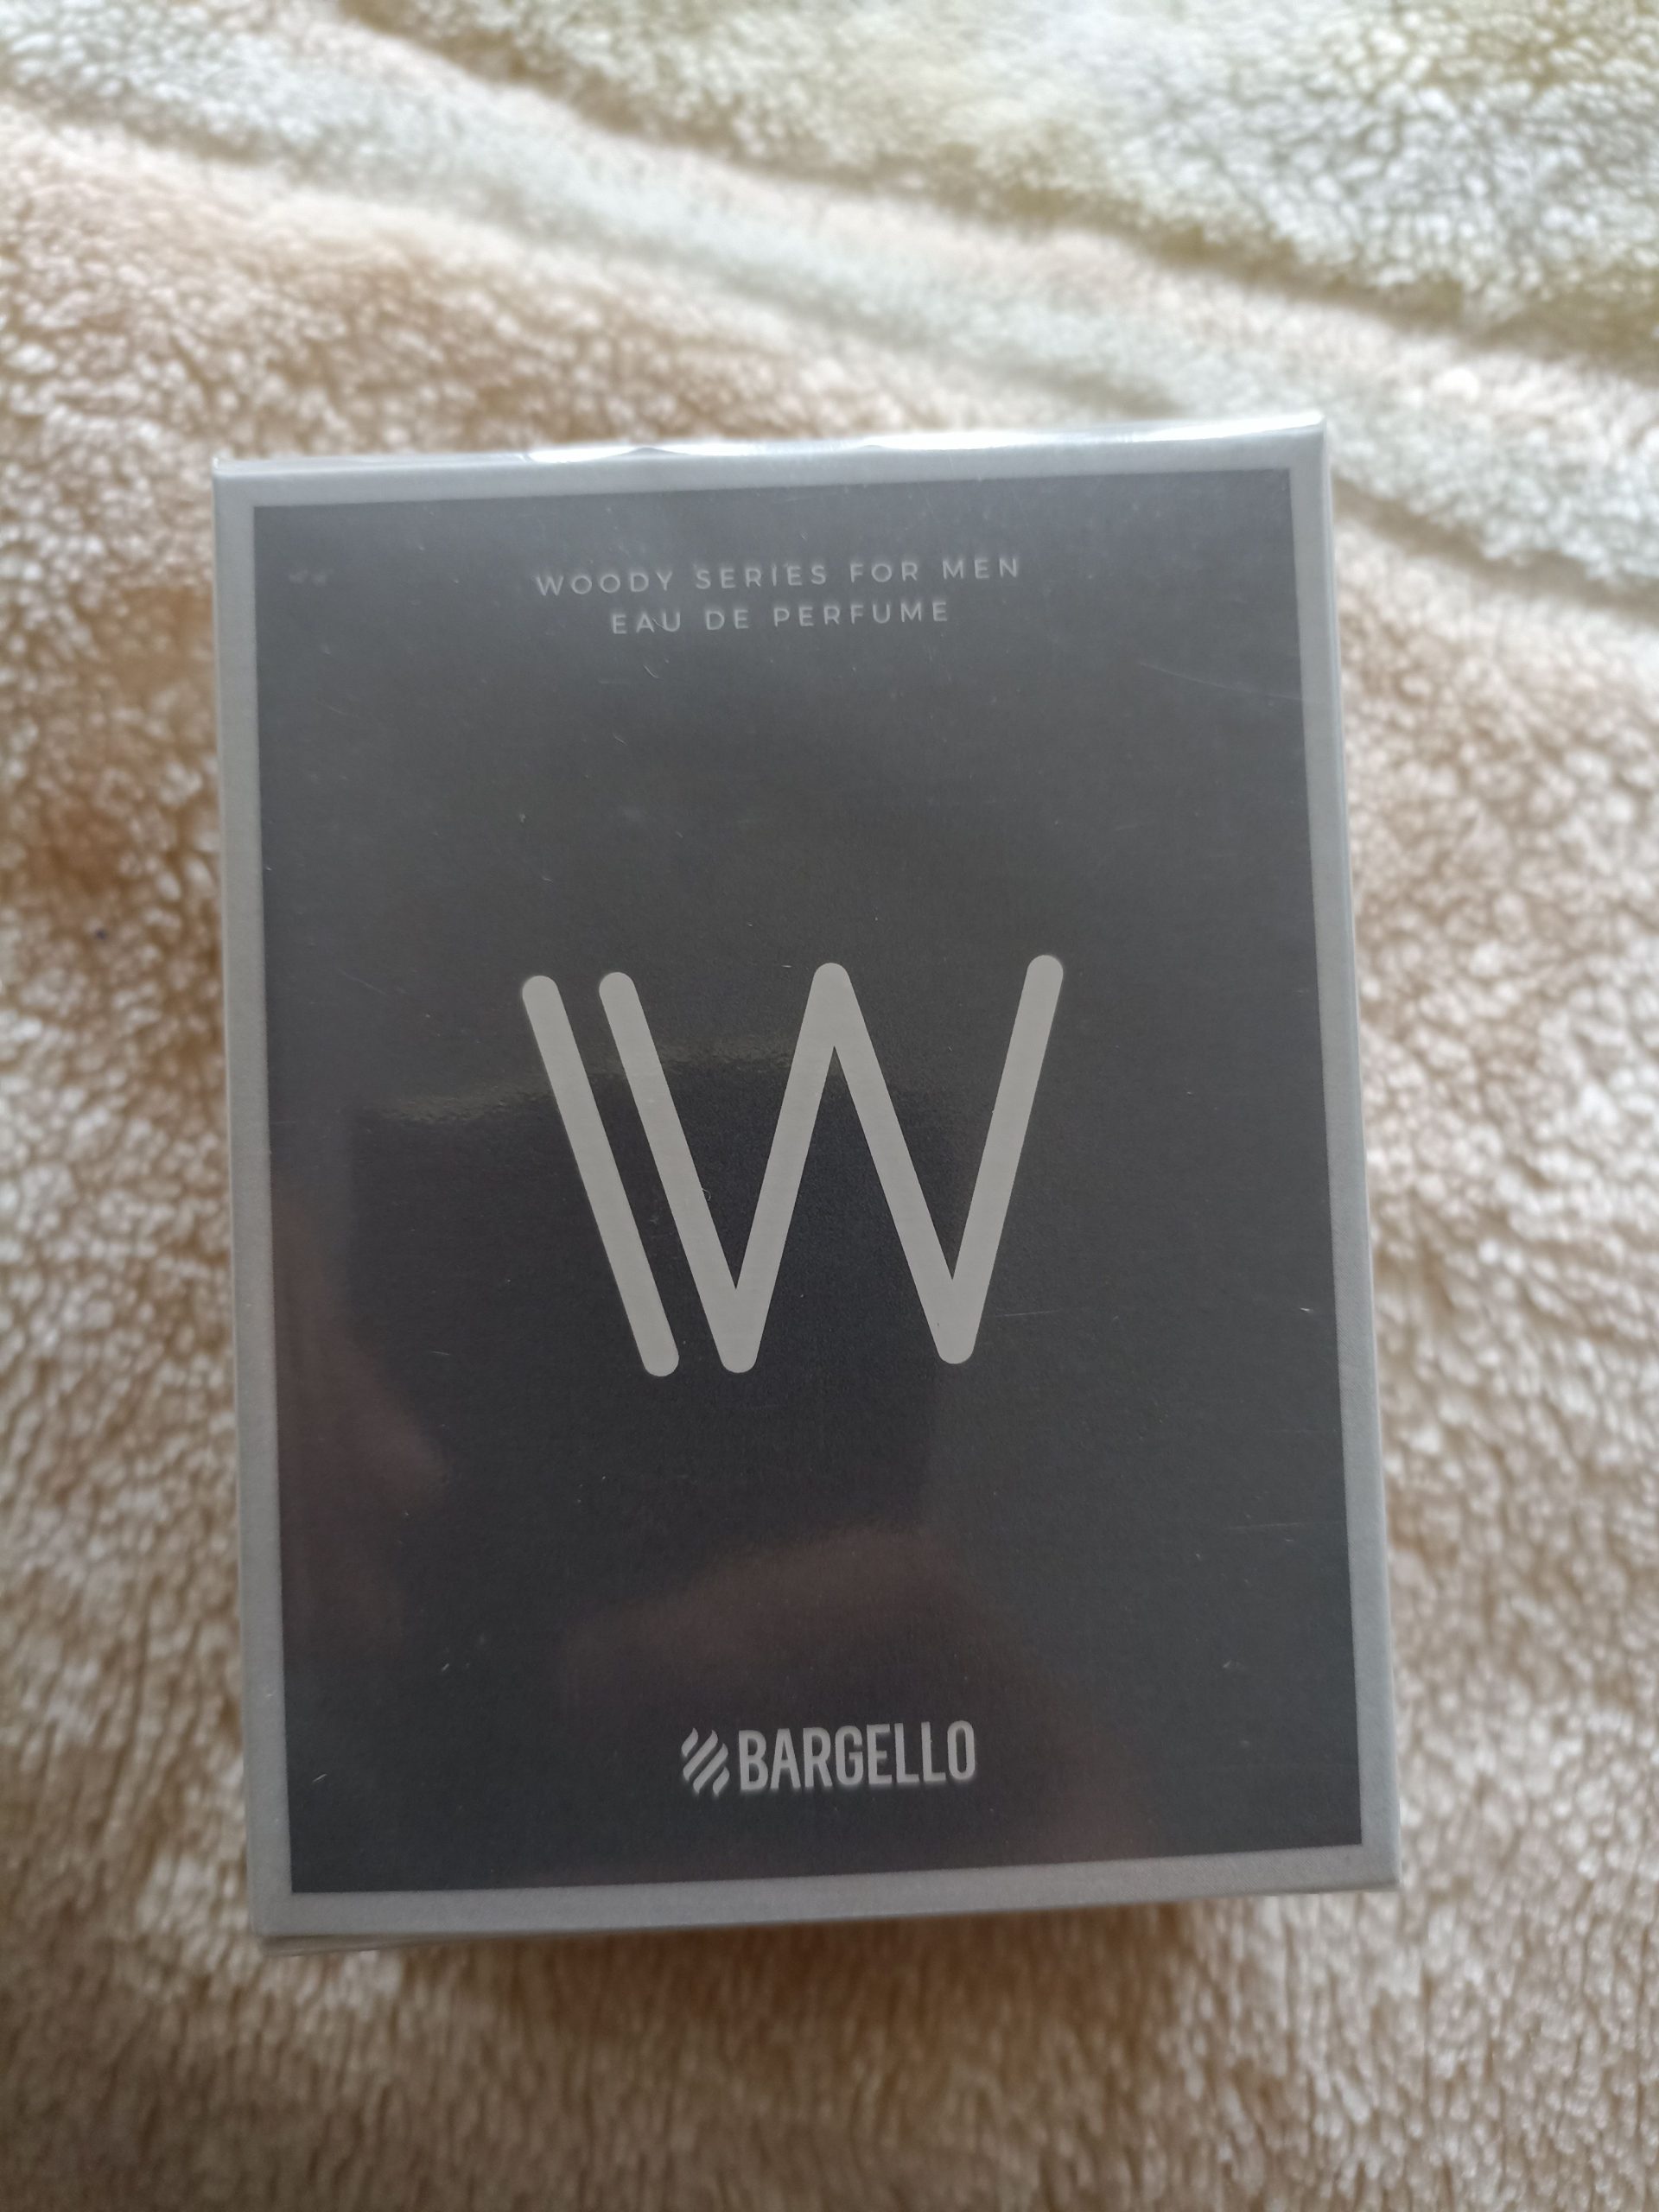 WOODY SERIES FOR MEN
EAU DE PERFUME
W
BARGELLO